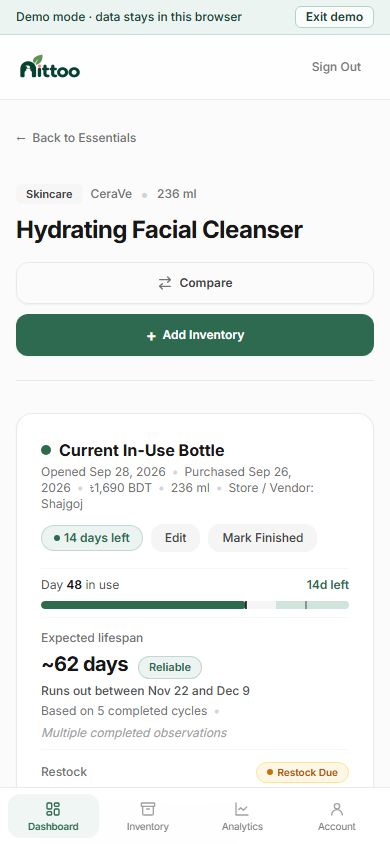 Demo mode · data stays in this browser
Exit demo
Nittoo
Sign Out
← Back to Essentials
Skincare CeraVe • 236 ml
Hydrating Facial Cleanser
Compare
+ Add Inventory
Current In-Use Bottle
Opened Sep 28, 2026 • Purchased Sep 26,
2026 • ৳1,690 BDT • 236 ml • Store / Vendor:
Shajgoj
14 days left
Edit
Mark Finished
Day 48 in use
14d left
Expected lifespan
~62 days Reliable
Runs out between Nov 22 and Dec 9
Based on 5 completed cycles •
Multiple completed observations
Restock
Restock Due
Dashboard
Inventory
Analytics
Account